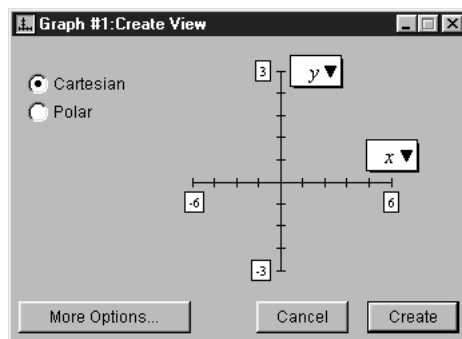 Graph #1:Create View
Cartesian
Polar
3
y
x
-6
6
-3
More Options...
Cancel
Create